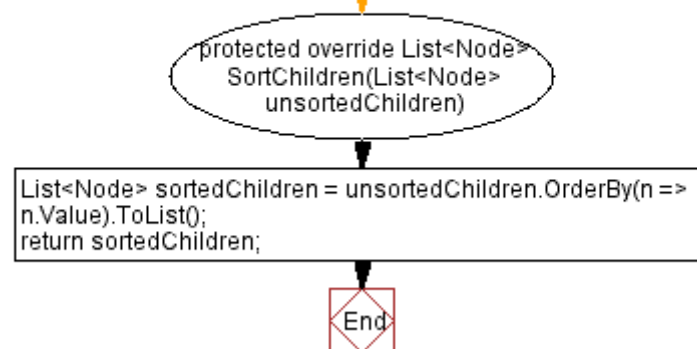 protected override List<Node>
SortChildren(List<Node>
unsortedChildren)
List<Node> sortedChildren = unsortedChildren.OrderBy(n =>
n.Value).ToList();
return sortedChildren;
End